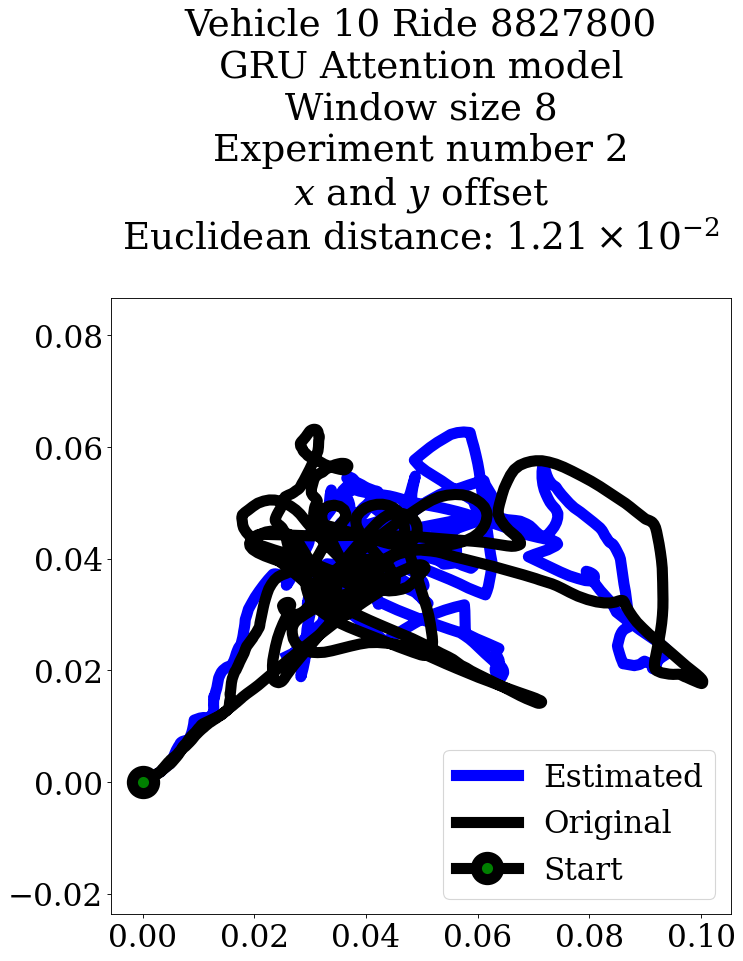 Vehicle 10 Ride 8827800
GRU Attention model
Window size 8
Experiment number 2
x and y offset
Euclidean distance: 1.21 × 10⁻²
0.08
0.06
0.04
0.02
0.00
−0.02
Estimated
Original
Start
0.00 0.02 0.04 0.06 0.08 0.10